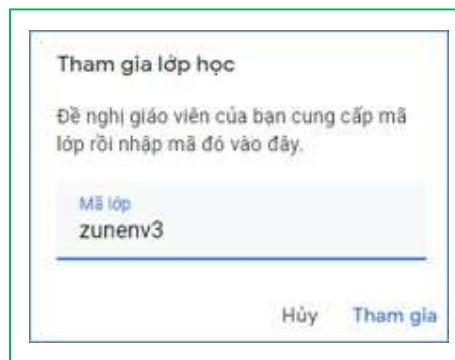 Tham gia lớp học
Đề nghị giáo viên của bạn cung cấp mã
lớp rồi nhập mã đó vào đây.
Mã lớp
zunenv3
Hủy Tham gia